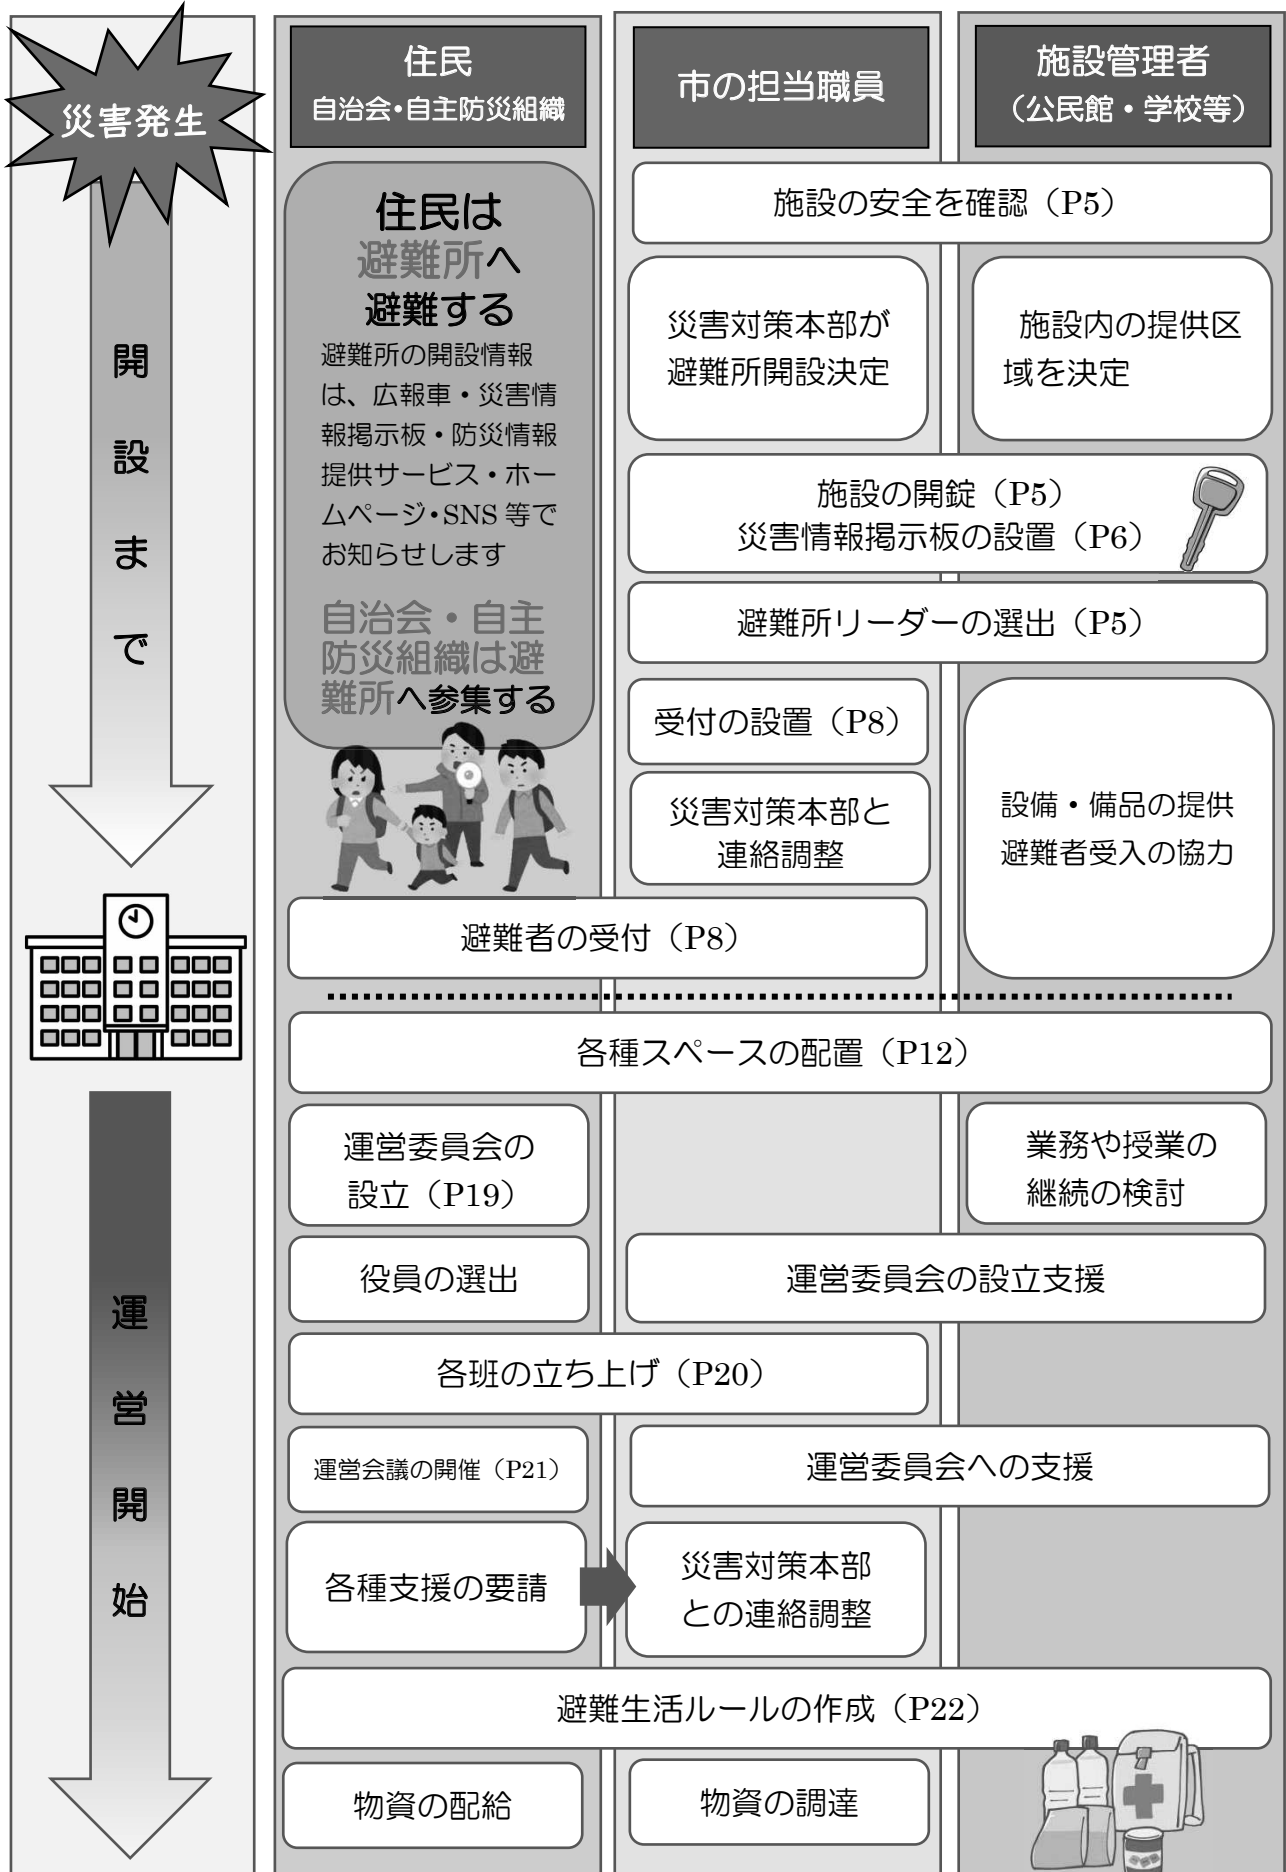 災害発生
開設まで
運営開始
住民
自治会・自主防災組織
市の担当職員
施設管理者
（公民館・学校等）
住民は
避難所へ
避難する
避難所の開設情報
は、広報車・災害情
報掲示板・防災情報
提供サービス・ホー
ムページ・SNS 等で
お知らせします
自治会・自主
防災組織は避
難所へ参集する
施設の安全を確認（P5）
災害対策本部が
避難所開設決定
施設内の提供区
域を決定
施設の開錠（P5）
災害情報掲示板の設置（P6）
避難所リーダーの選出（P5）
受付の設置（P8）
災害対策本部と
連絡調整
設備・備品の提供
避難者受入の協力
避難者の受付（P8）
各種スペースの配置（P12）
運営委員会の
設立（P19）
業務や授業の
継続の検討
役員の選出
運営委員会の設立支援
各班の立ち上げ（P20）
運営会議の開催（P21）
運営委員会への支援
各種支援の要請
災害対策本部
との連絡調整
避難生活ルールの作成（P22）
物資の配給
物資の調達